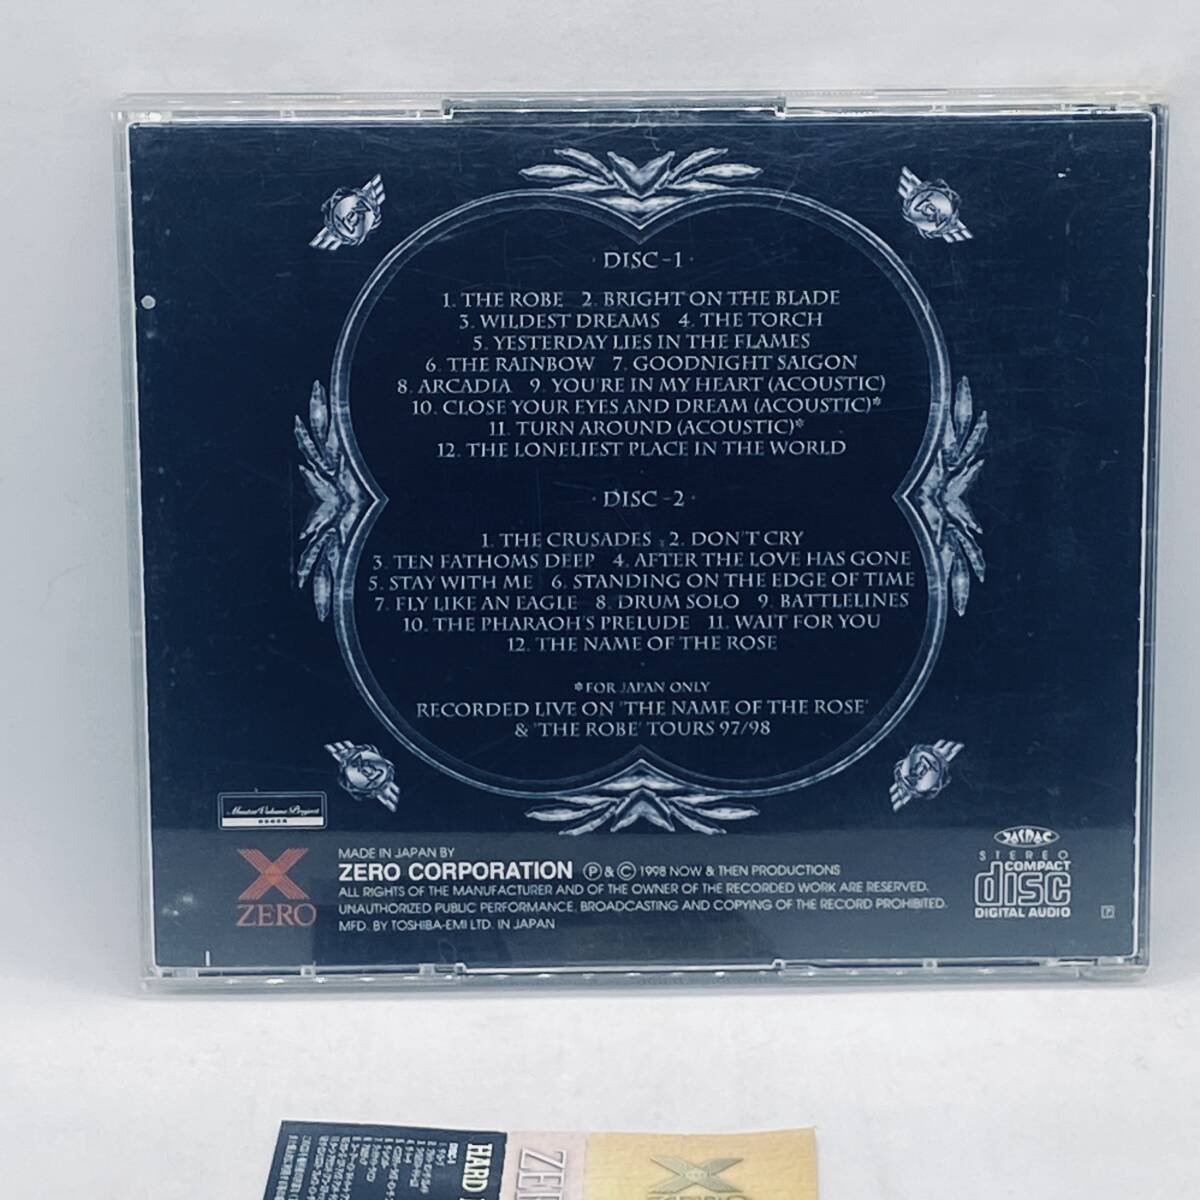 DISC-1
1. THE ROBE 2. BRIGHT ON THE BLADE
3. WILDEST DREAMS 4. THE TORCH
5. YESTERDAY LIES IN THE FLAMES
6. THE RAINBOW 7. GOODNIGHT SAIGON
8. ARCADIA 9. YOU'RE IN MY HEART (ACOUSTIC)
10. CLOSE YOUR EYES AND DREAM (ACOUSTIC)*
11. TURN AROUND (ACOUSTIC)*
12. THE LONELIEST PLACE IN THE WORLD
DISC-2
1. THE CRUSADES 2. DON'T CRY
3. TEN FATHOMS DEEP 4. AFTER THE LOVE HAS GONE
5. STAY WITH ME 6. STANDING ON THE EDGE OF TIME
7. FLY LIKE AN EAGLE 8. DRUM SOLO 9. BATTLELINES
10. THE PHARAOH'S PRELUDE 11. WAIT FOR YOU
12. THE NAME OF THE ROSE
*FOR JAPAN ONLY
RECORDED LIVE ON 'THE NAME OF THE ROSE'
& 'THE ROBE' TOURS 97/98
ZERO
MADE IN JAPAN BY
ZERO CORPORATION Ⓟ & © 1998 NOW & THEN PRODUCTIONS
ALL RIGHTS OF THE MANUFACTURER AND OF THE OWNER OF THE RECORDED WORK ARE RESERVED.
UNAUTHORIZED PUBLIC PERFORMANCE, BROADCASTING AND COPYING OF THE RECORD PROHIBITED.
MFD. BY TOSHIBA-EMI LTD. IN JAPAN
JASRAC
STEREO
COMPACT
disc
DIGITAL AUDIO
P
HARD